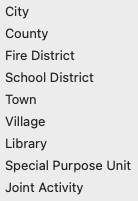 City
County
Fire District
School District
Town
Village
Library
Special Purpose Unit
Joint Activity